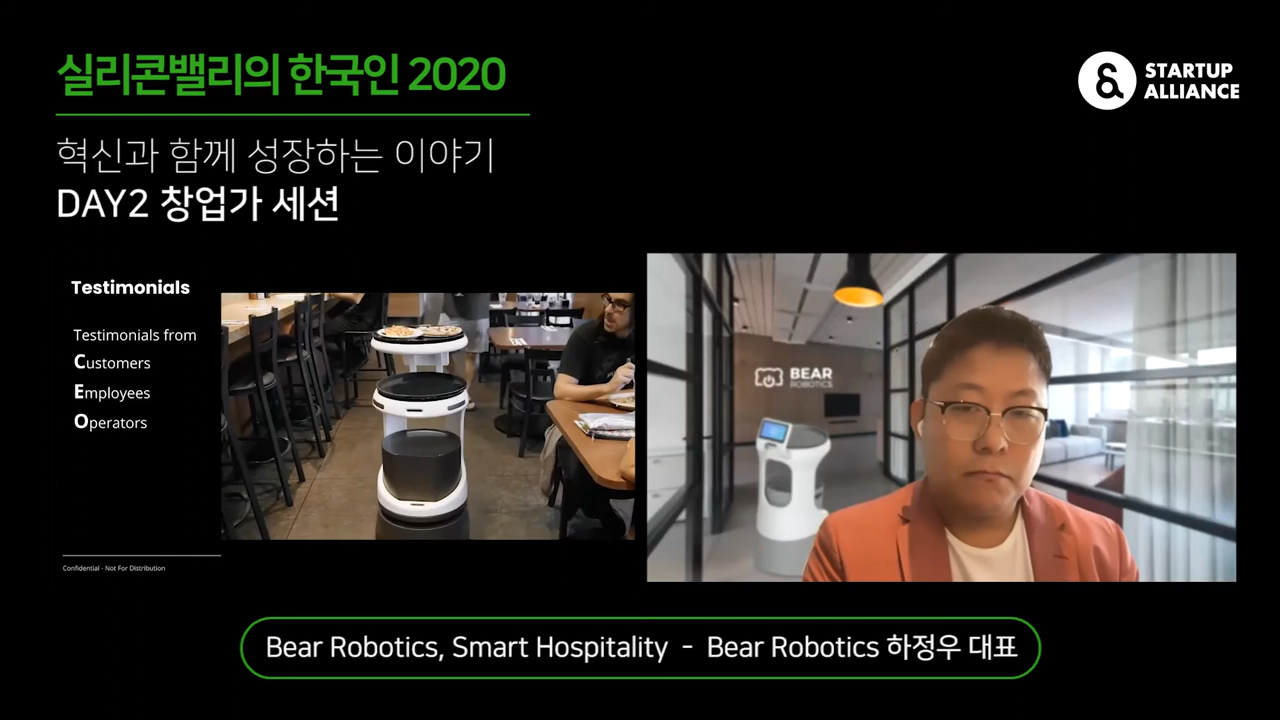 실리콘밸리의 한국인 2020
STARTUP
ALLIANCE
혁신과 함께 성장하는 이야기
DAY2 창업가 세션
Testimonials
Testimonials from
Customers
Employees
Operators
Confidential - Not For Distribution
BEAR
ROBOTICS
Bear Robotics, Smart Hospitality - Bear Robotics 하정우 대표